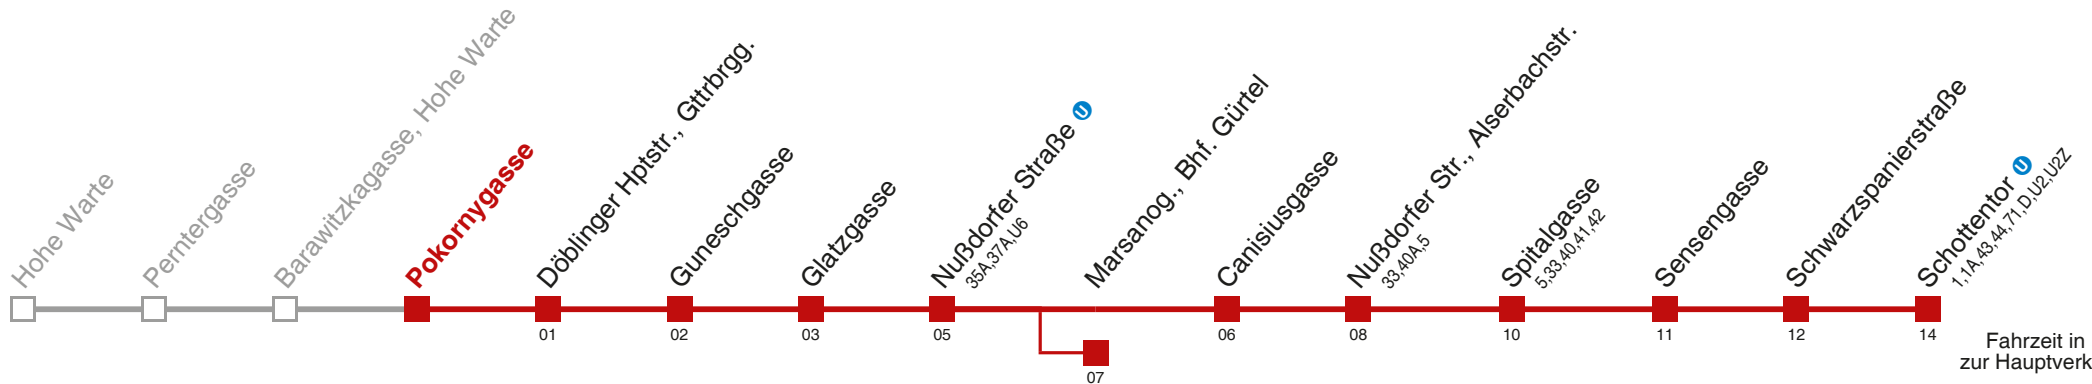 Hohe Warte
Perntergasse
Barawitzkagasse, Hohe Warte
Pokornygasse
Döblinger Hptstr., Gttrbrgg.
01
Guneschgasse
02
Glatzgasse
03
Nußdorfer Straße U
35A,37A,U6
05
Marsanog., Bhf. Gürtel
07
Canisiusgasse
06
Nußdorfer Str., Alserbachstr.
33,40A,5
08
Spitalgasse
5,33,40,41,42
10
Sensengasse
11
Schwarzspanierstraße
12
Schottentor U
1,1A,43,44,71,D,U2,U2Z
14
Fahrzeit in
zur Hauptverk